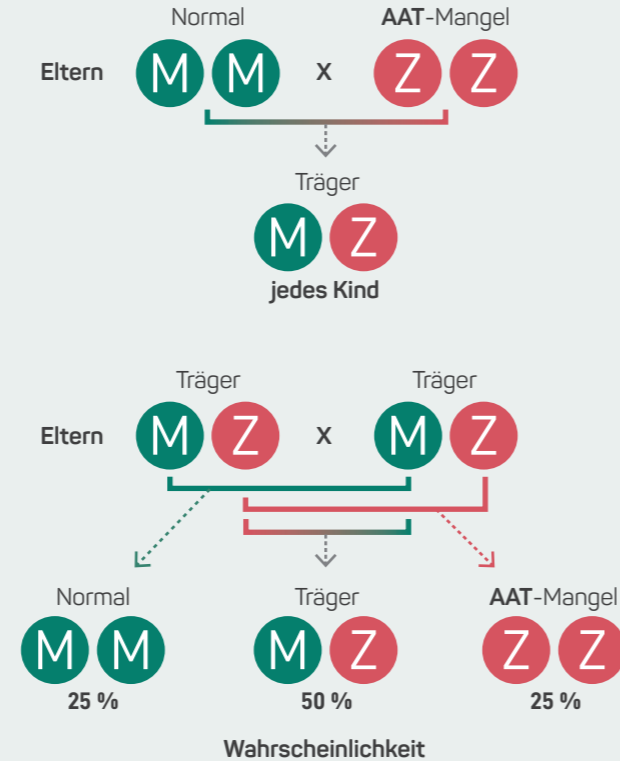 Normal AAT-Mangel
Eltern M M X Z Z
Träger
M Z
jedes Kind
Träger Träger
Eltern M Z X M Z
Normal Träger AAT-Mangel
M M M Z Z Z
25 % 50 % 25 %
Wahrscheinlichkeit